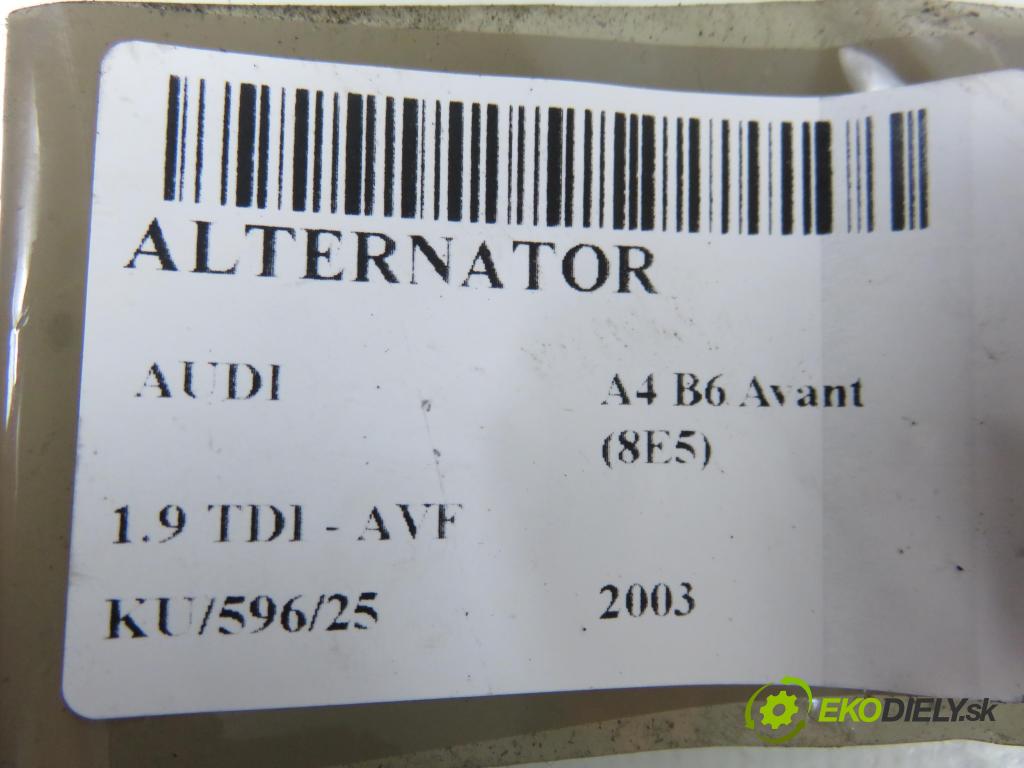 ALTERNATOR
AUDI
A4 B6 Avant
(8E5)
1.9 TDI - AVF
KU/596/25
2003
EKODIELY.sk